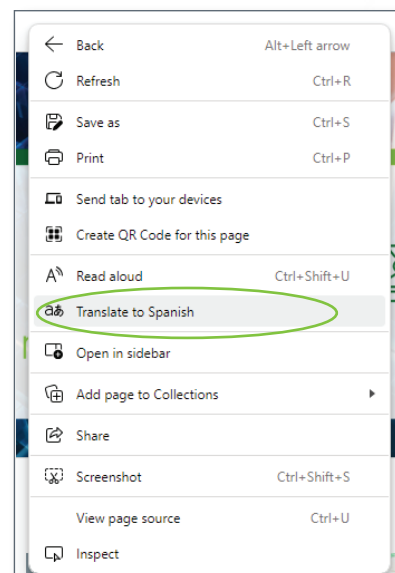 Back Alt+Left arrow
Refresh Ctrl+R
Save as Ctrl+S
Print Ctrl+P
Send tab to your devices
Create QR Code for this page
Read aloud Ctrl+Shift+U
Translate to Spanish
Open in sidebar
Add page to Collections
Share
Screenshot Ctrl+Shift+S
View page source Ctrl+U
Inspect